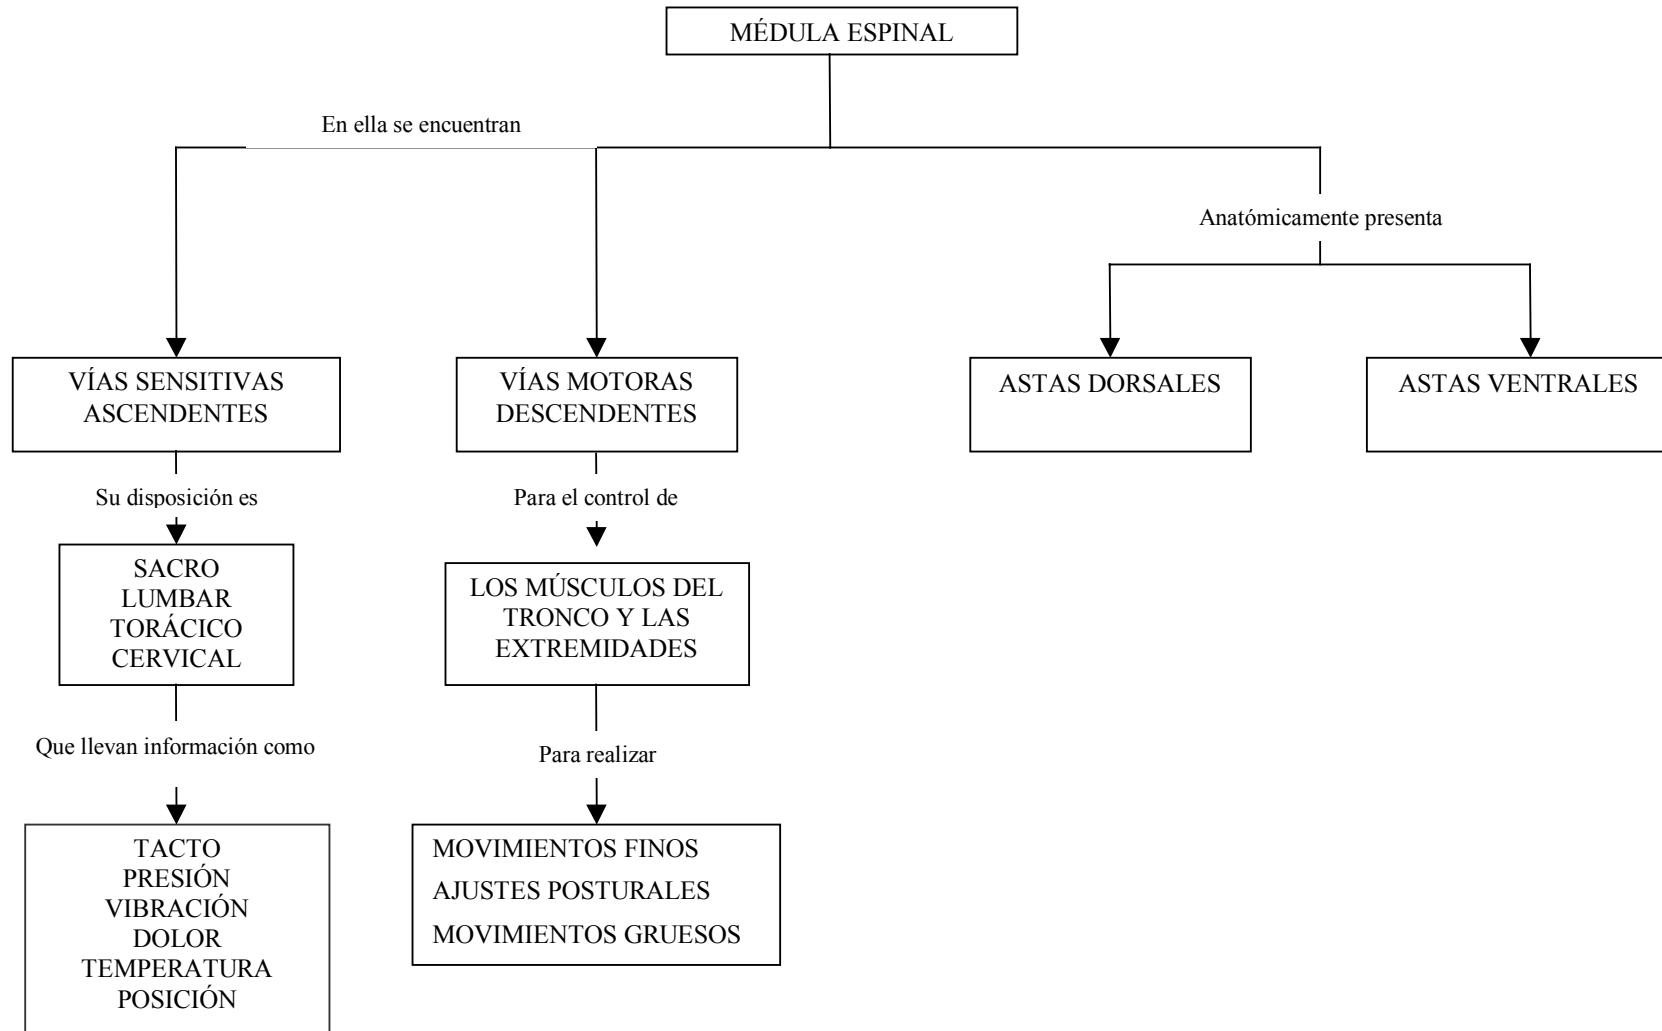 MÉDULA ESPINAL
En ella se encuentran
Anatómicamente presenta
VÍAS SENSITIVAS
ASCENDENTES
VÍAS MOTORAS
DESCENDENTES
ASTAS DORSALES
ASTAS VENTRALES
Su disposición es
Para el control de
SACRO
LUMBAR
TORÁCICO
CERVICAL
LOS MÚSCULOS DEL
TRONCO Y LAS
EXTREMIDADES
Que llevan información como
Para realizar
TACTO
PRESIÓN
VIBRACIÓN
DOLOR
TEMPERATURA
POSICIÓN
MOVIMIENTOS FINOS
AJUSTES POSTURALES
MOVIMIENTOS GRUESOS